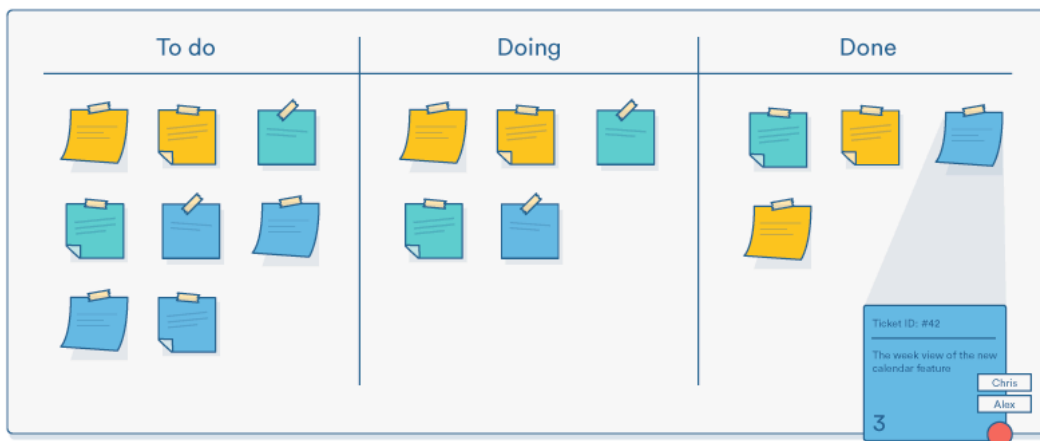 To do
Doing
Done
Ticket ID: #42
The week view of the new
calendar feature
Chris
Alex
3